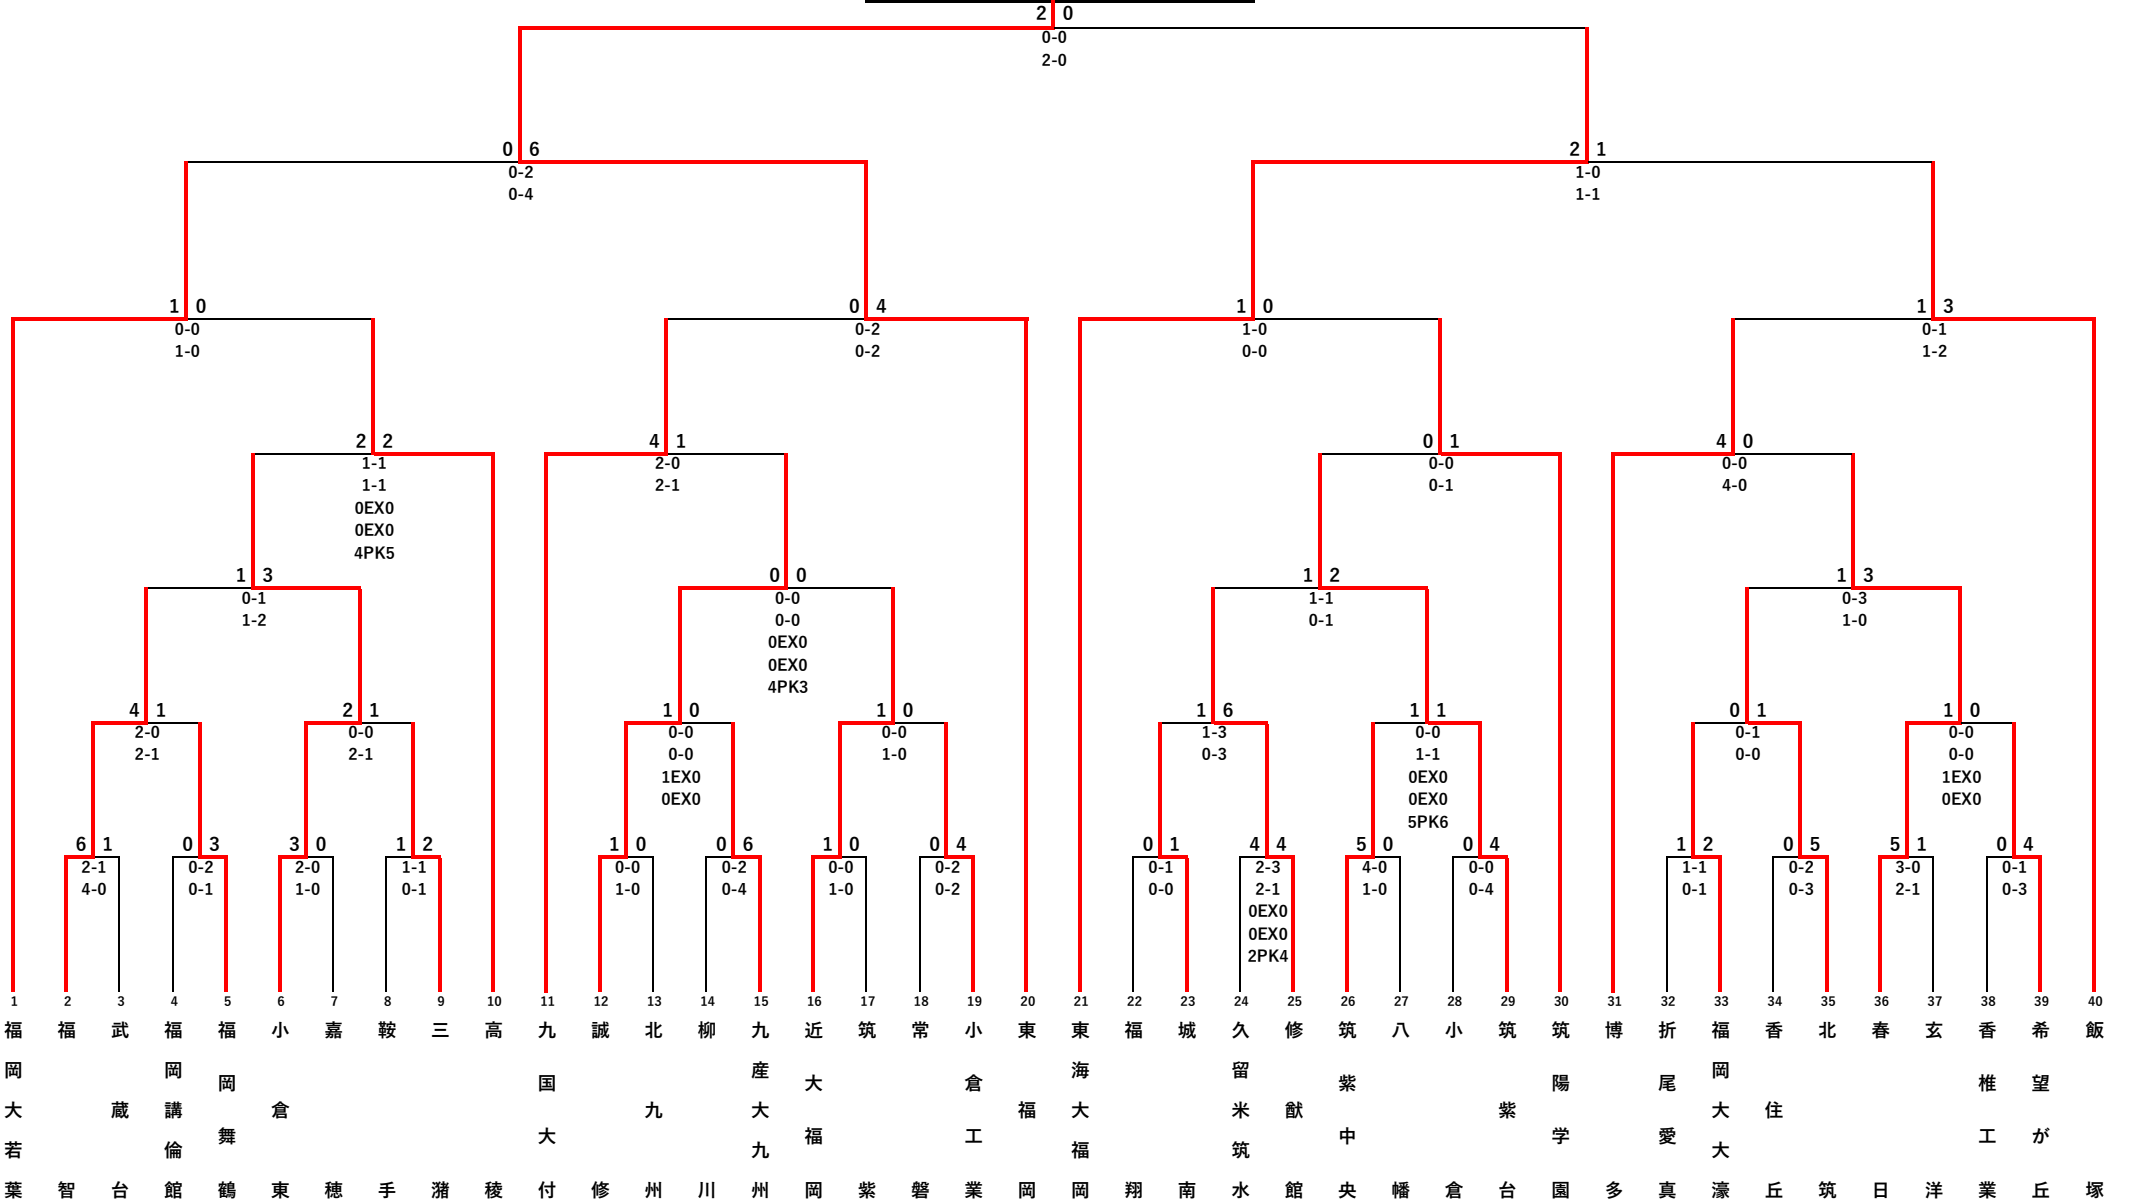 2 0
0-0
2-0
0 6
0-2
0-4
2 1
1-0
1-1
1 0
0-0
1-0
0 4
0-2
0-2
1 0
1-0
0-0
1 3
0-1
1-2
2 2
1-1
1-1
0EX0
0EX0
4PK5
4 1
2-0
2-1
0 1
0-0
0-1
4 0
0-0
4-0
1 3
0-1
1-2
0 0
0-0
0-0
0EX0
0EX0
4PK3
1 2
1-1
0-1
1 3
0-3
1-0
4 1
2-0
2-1
2 1
0-0
2-1
1 0
0-0
0-0
1EX0
0EX0
1 0
0-0
1-0
1 6
1-3
0-3
1 1
0-0
1-1
0EX0
0EX0
5PK6
0 1
0-1
0-0
1 0
0-0
0-0
1EX0
0EX0
6 1
2-1
4-0
0 3
0-2
0-1
3 0
2-0
1-0
1 2
1-1
0-1
1 0
0-0
1-0
0 6
0-2
0-4
1 0
0-0
1-0
0 4
0-2
0-2
0 1
0-1
0-0
4 4
2-3
2-1
0EX0
0EX0
2PK4
5 0
4-0
1-0
0 4
0-0
0-4
1 2
1-1
0-1
0 5
0-2
0-3
5 1
3-0
2-1
0 4
0-1
0-3
1 福岡大若葉
2 福智
3 武蔵台
4 福岡講倫館
5 福岡舞鶴
6 小倉東
7 嘉穂
8 鞍手
9 三潴
10 高稜
11 九国大付
12 誠修
13 北九州
14 柳川
15 九産大九州
16 近大福岡
17 筑紫
18 常磐
19 小倉工業
20 東福岡
21 東海大福岡
22 福翔
23 城南
24 久留米筑水
25 修猷館
26 筑紫中央
27 八幡
28 小倉
29 筑紫台
30 筑陽学園
31 博多
32 折尾愛真
33 福岡大大濠
34 香住丘
35 北筑
36 春日
37 玄洋
38 香椎工業
39 希望が丘
40 飯塚